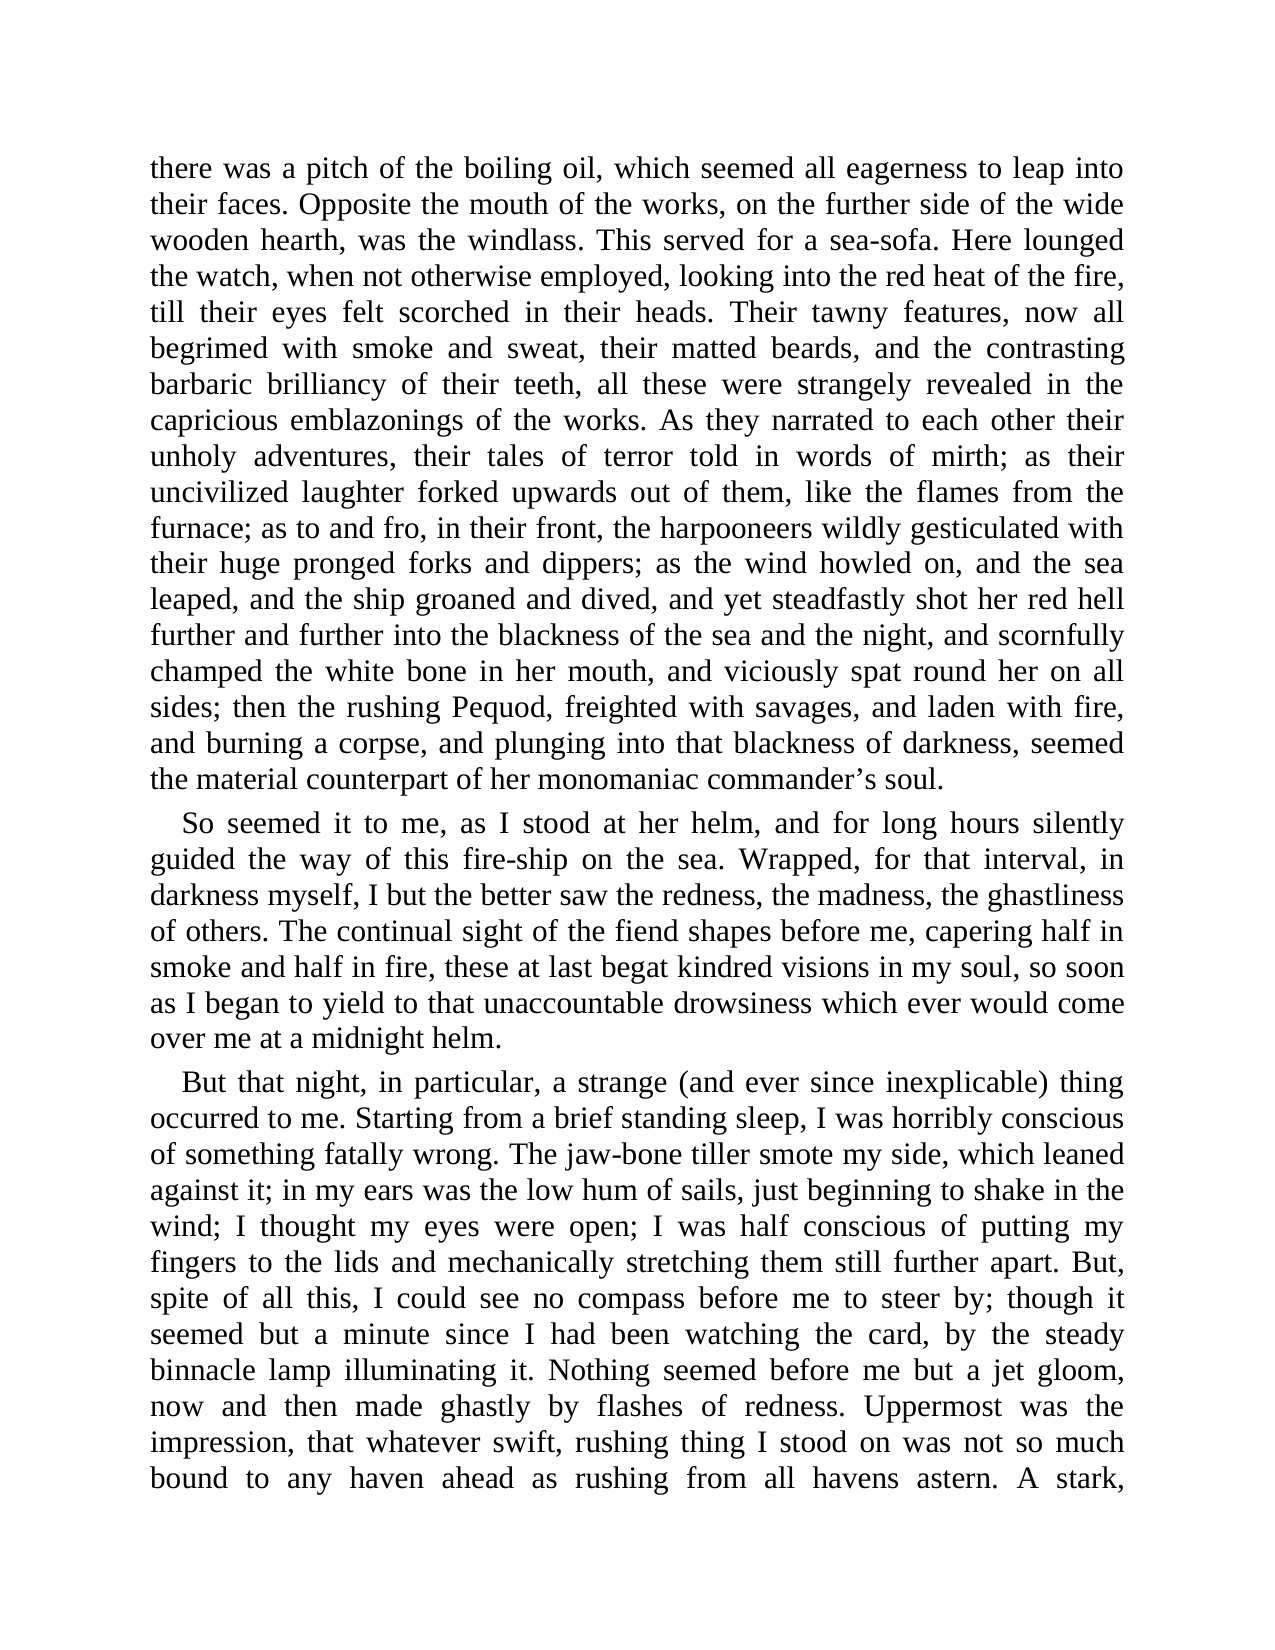 there was a pitch of the boiling oil, which seemed all eagerness to leap into
their faces. Opposite the mouth of the works, on the further side of the wide
wooden hearth, was the windlass. This served for a sea-sofa. Here lounged
the watch, when not otherwise employed, looking into the red heat of the fire,
till their eyes felt scorched in their heads. Their tawny features, now all
begrimed with smoke and sweat, their matted beards, and the contrasting
barbaric brilliancy of their teeth, all these were strangely revealed in the
capricious emblazonings of the works. As they narrated to each other their
unholy adventures, their tales of terror told in words of mirth; as their
uncivilized laughter forked upwards out of them, like the flames from the
furnace; as to and fro, in their front, the harpooneers wildly gesticulated with
their huge pronged forks and dippers; as the wind howled on, and the sea
leaped, and the ship groaned and dived, and yet steadfastly shot her red hell
further and further into the blackness of the sea and the night, and scornfully
champed the white bone in her mouth, and viciously spat round her on all
sides; then the rushing Pequod, freighted with savages, and laden with fire,
and burning a corpse, and plunging into that blackness of darkness, seemed
the material counterpart of her monomaniac commander’s soul.
So seemed it to me, as I stood at her helm, and for long hours silently
guided the way of this fire-ship on the sea. Wrapped, for that interval, in
darkness myself, I but the better saw the redness, the madness, the ghastliness
of others. The continual sight of the fiend shapes before me, capering half in
smoke and half in fire, these at last begat kindred visions in my soul, so soon
as I began to yield to that unaccountable drowsiness which ever would come
over me at a midnight helm.
But that night, in particular, a strange (and ever since inexplicable) thing
occurred to me. Starting from a brief standing sleep, I was horribly conscious
of something fatally wrong. The jaw-bone tiller smote my side, which leaned
against it; in my ears was the low hum of sails, just beginning to shake in the
wind; I thought my eyes were open; I was half conscious of putting my
fingers to the lids and mechanically stretching them still further apart. But,
spite of all this, I could see no compass before me to steer by; though it
seemed but a minute since I had been watching the card, by the steady
binnacle lamp illuminating it. Nothing seemed before me but a jet gloom,
now and then made ghastly by flashes of redness. Uppermost was the
impression, that whatever swift, rushing thing I stood on was not so much
bound to any haven ahead as rushing from all havens astern. A stark,